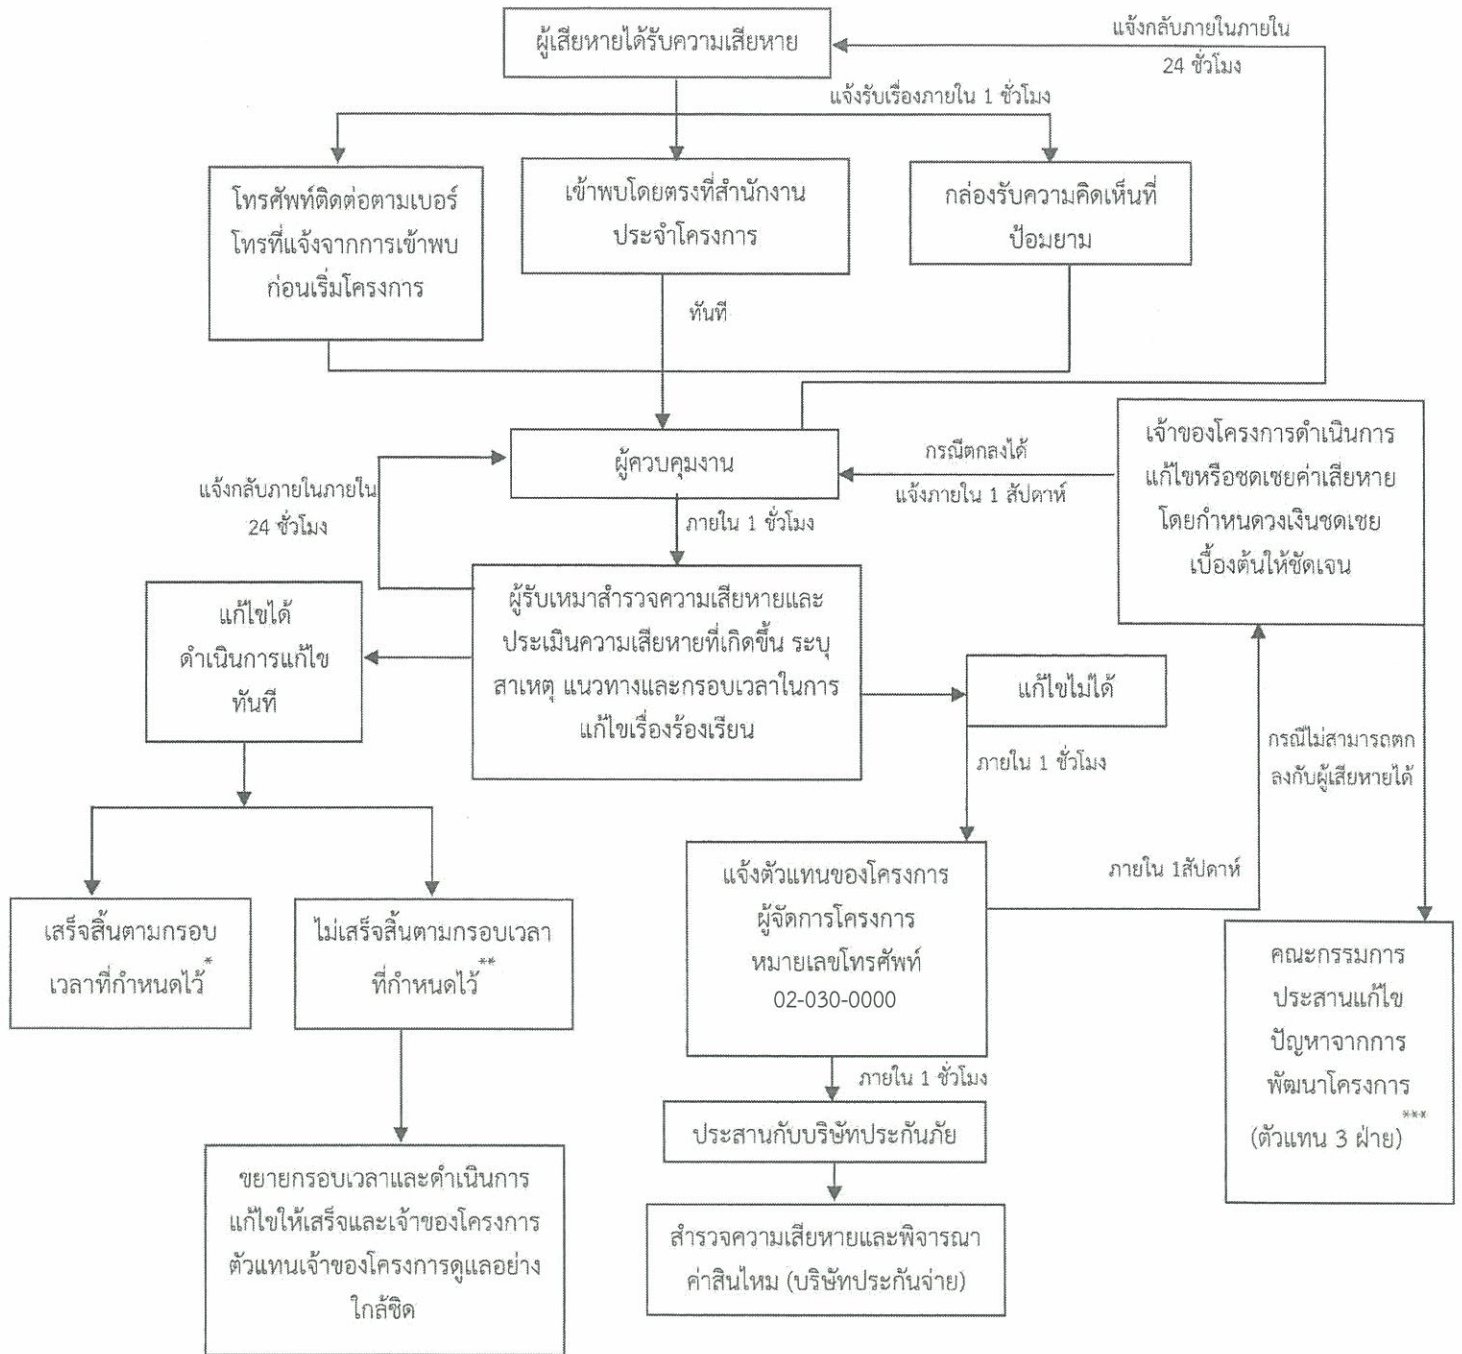 ผู้เสียหายได้รับความเสียหาย
แจ้งกลับภายในภายใน
24 ชั่วโมง
แจ้งรับเรื่องภายใน 1 ชั่วโมง
โทรศัพท์ติดต่อตามเบอร์
โทรที่แจ้งจากการเข้าพบ
ก่อนเริ่มโครงการ
เข้าพบโดยตรงที่สำนักงาน
ประจำโครงการ
กล่องรับความคิดเห็นที่
ป้อมยาม
ทันที
ผู้ควบคุมงาน
กรณีตกลงได้
แจ้งภายใน 1 สัปดาห์
เจ้าของโครงการดำเนินการ
แก้ไขหรือชดเชยค่าเสียหาย
โดยกำหนดวงเงินชดเชย
เบื้องต้นให้ชัดเจน
แจ้งกลับภายในภายใน
24 ชั่วโมง
ภายใน 1 ชั่วโมง
แก้ไขได้
ดำเนินการแก้ไข
ทันที
ผู้รับเหมาสำรวจความเสียหายและ
ประเมินความเสียหายที่เกิดขึ้น ระบุ
สาเหตุ แนวทางและกรอบเวลาในการ
แก้ไขเรื่องร้องเรียน
แก้ไขไม่ได้
ภายใน 1 ชั่วโมง
กรณีไม่สามารถตก
ลงกับผู้เสียหายได้
เสร็จสิ้นตามกรอบ
เวลาที่กำหนดไว้*
ไม่เสร็จสิ้นตามกรอบเวลา
ที่กำหนดไว้**
แจ้งตัวแทนของโครงการ
ผู้จัดการโครงการ
หมายเลขโทรศัพท์
02-030-0000
ภายใน 1สัปดาห์
คณะกรรมการ
ประสานแก้ไข
ปัญหาจากการ
พัฒนาโครงการ
(ตัวแทน 3 ฝ่าย)***
ภายใน 1 ชั่วโมง
ประสานกับบริษัทประกันภัย
ขยายกรอบเวลาและดำเนินการ
แก้ไขให้เสร็จและเจ้าของโครงการ
ตัวแทนเจ้าของโครงการดูแลอย่าง
ใกล้ชิด
สำรวจความเสียหายและพิจารณา
ค่าสินไหม (บริษัทประกันจ่าย)